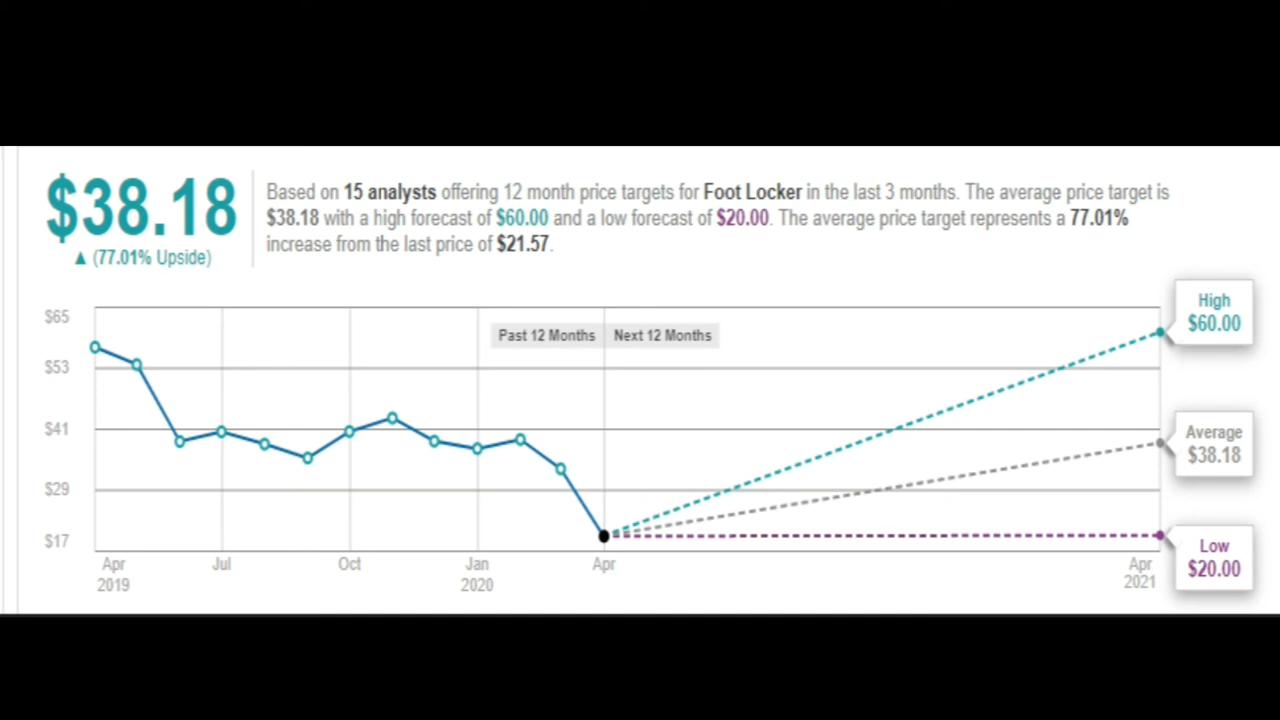 $38.18
▲ (77.01% Upside)
Based on 15 analysts offering 12 month price targets for Foot Locker in the last 3 months. The average price target is
$38.18 with a high forecast of $60.00 and a low forecast of $20.00. The average price target represents a 77.01%
increase from the last price of $21.57.
High
$60.00
$65
Past 12 Months
Next 12 Months
$53
$41
Average
$38.18
$29
$17
Low
$20.00
Apr
2019
Jul
Oct
Jan
2020
Apr
Apr
2021